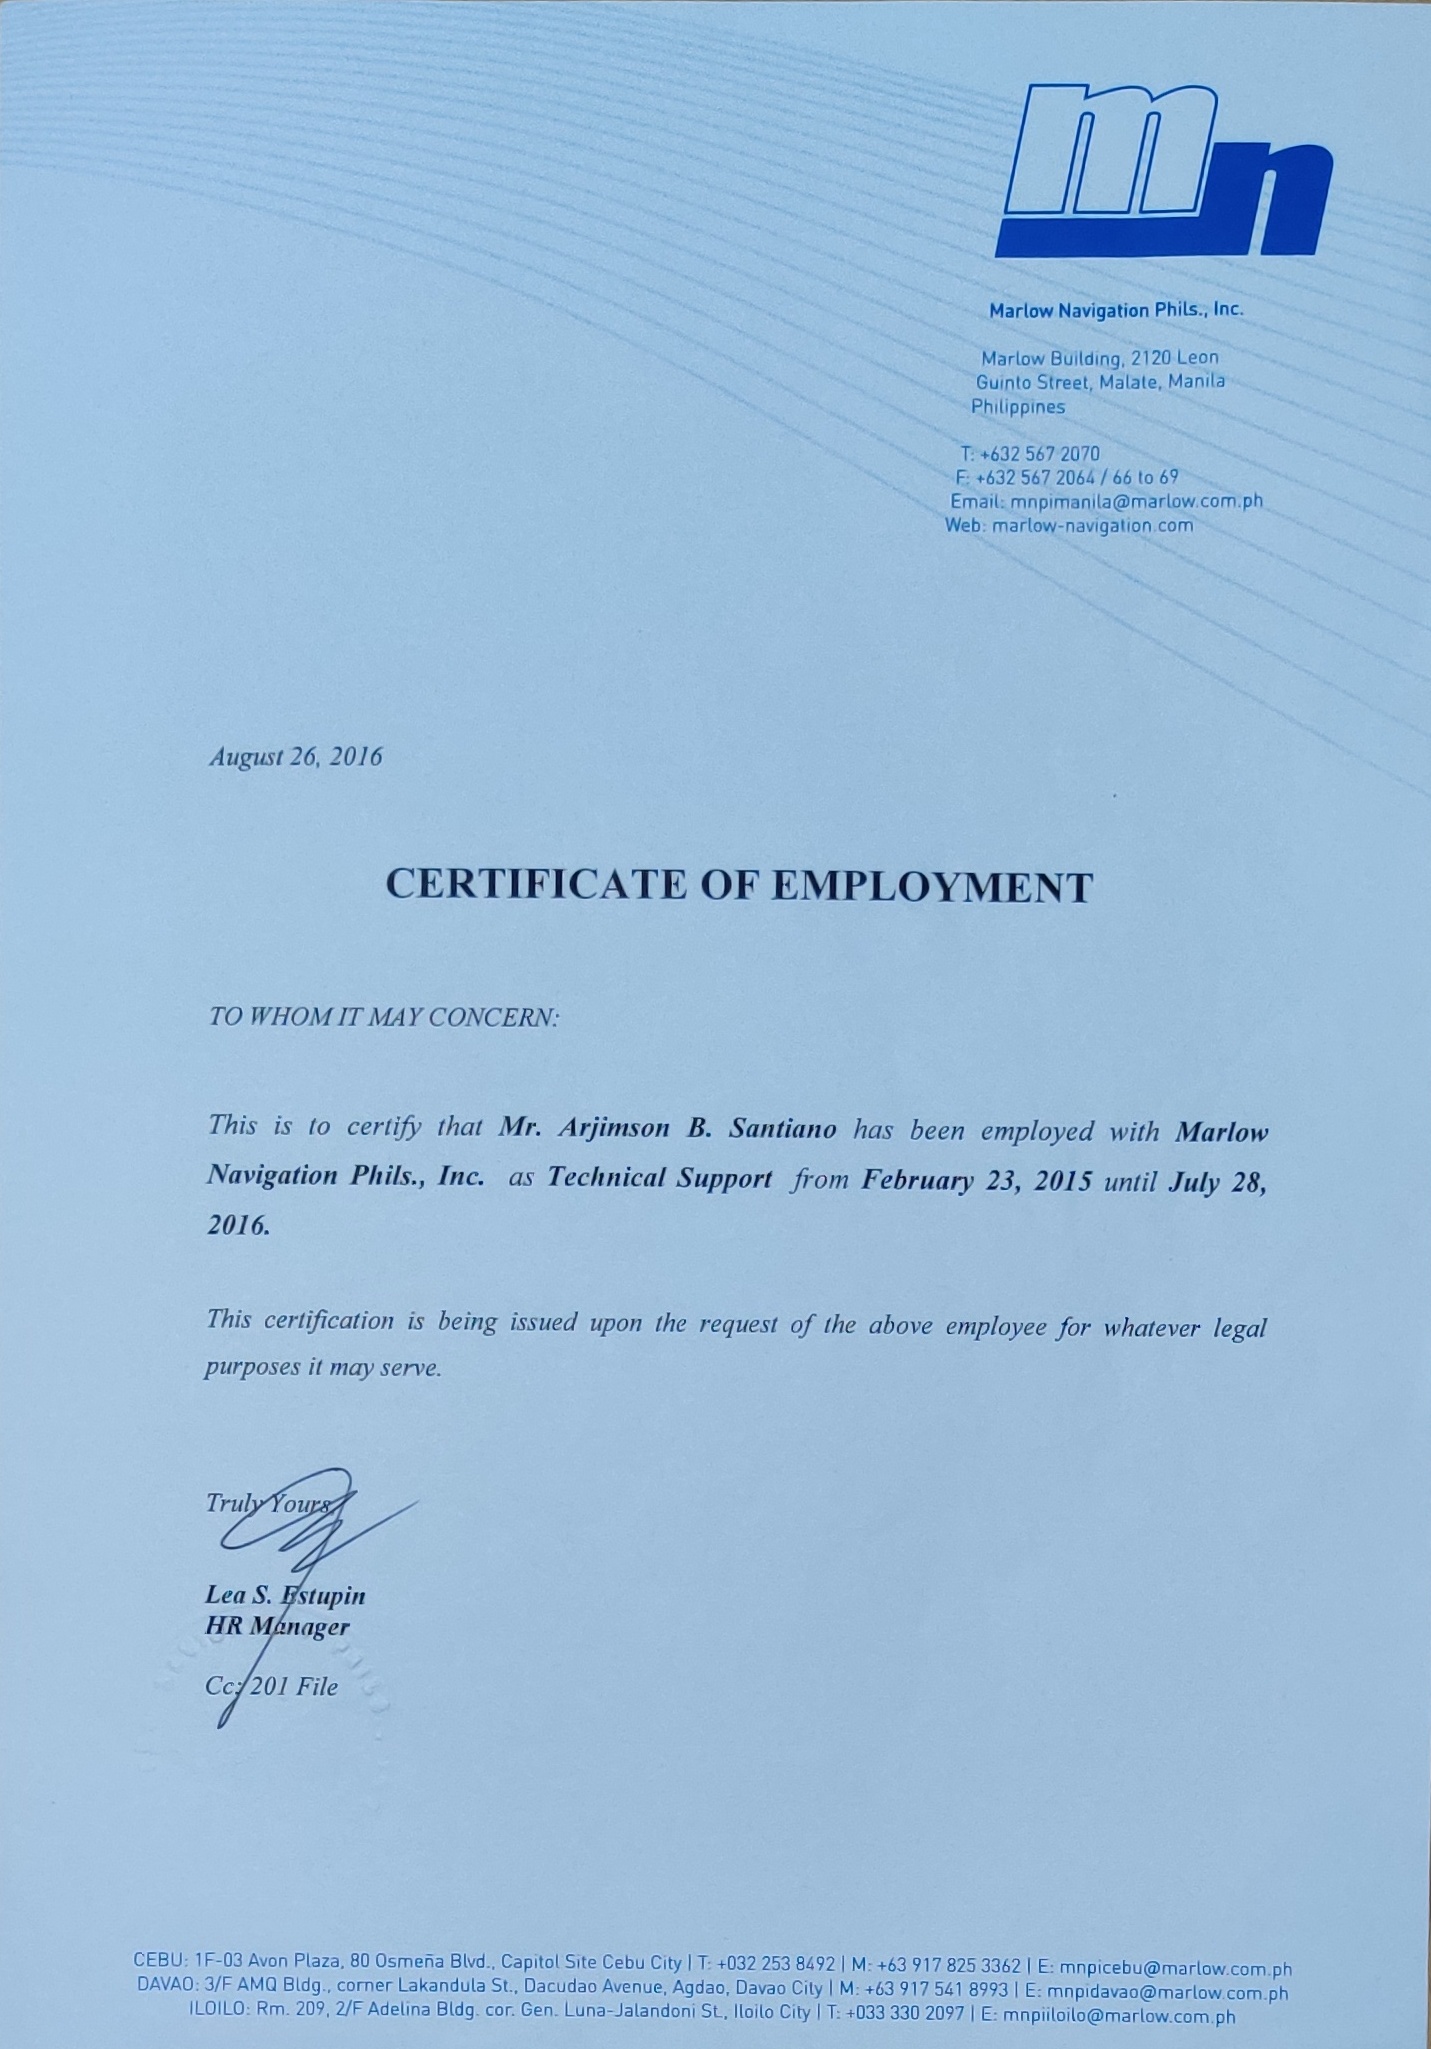 mn
Marlow Navigation Phils., Inc.
Marlow Building, 2120 Leon
Guinto Street, Malate, Manila
Philippines
T: +632 567 2070
F: +632 567 2064 / 66 to 69
Email: mnpimanila@marlow.com.ph
Web: marlow-navigation.com
August 26, 2016
CERTIFICATE OF EMPLOYMENT
TO WHOM IT MAY CONCERN:
This is to certify that Mr. Arjimson B. Santiano has been employed with Marlow
Navigation Phils., Inc. as Technical Support from February 23, 2015 until July 28,
2016.
This certification is being issued upon the request of the above employee for whatever legal
purposes it may serve.
Truly Yours,
Lea S. Estupin
HR Manager
Cc: 201 File
CEBU: 1F-03 Avon Plaza, 80 Osmeña Blvd., Capitol Site Cebu City | T: +032 253 8492 | M: +63 917 825 3362 | E: mnpicebu@marlow.com.ph
DAVAO: 3/F AMQ Bldg., corner Lakandula St., Dacudao Avenue, Agdao, Davao City | M: +63 917 541 8993 | E: mnpidavao@marlow.com.ph
ILOILO: Rm. 209, 2/F Adelina Bldg. cor. Gen. Luna-Jalandoni St., Iloilo City | T: +033 330 2097 | E: mnpiiloilo@marlow.com.ph